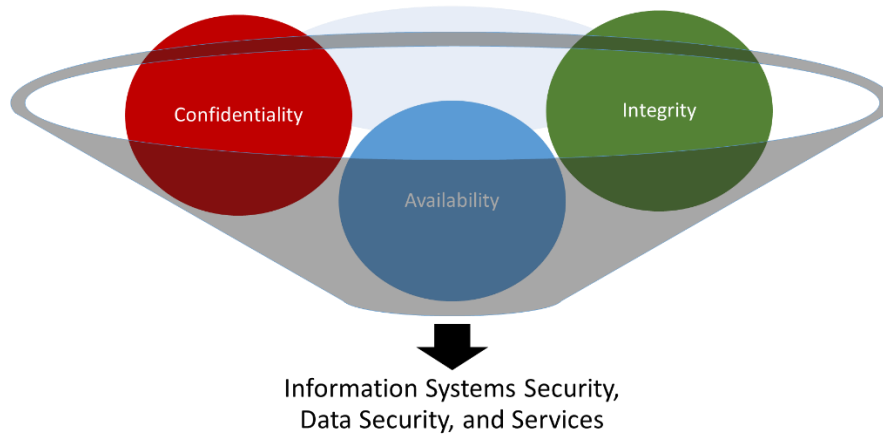 Confidentiality
Integrity
Availability
Information Systems Security,
Data Security, and Services